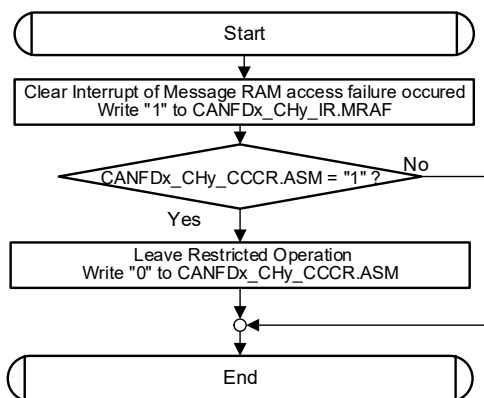 Start
Clear Interrupt of Message RAM access failure occured
Write "1" to CANFDx_CHy_IR.MRAF
CANFDx_CHy_CCCR.ASM = "1" ?
No
Yes
Leave Restricted Operation
Write "0" to CANFDx_CHy_CCCR.ASM
End